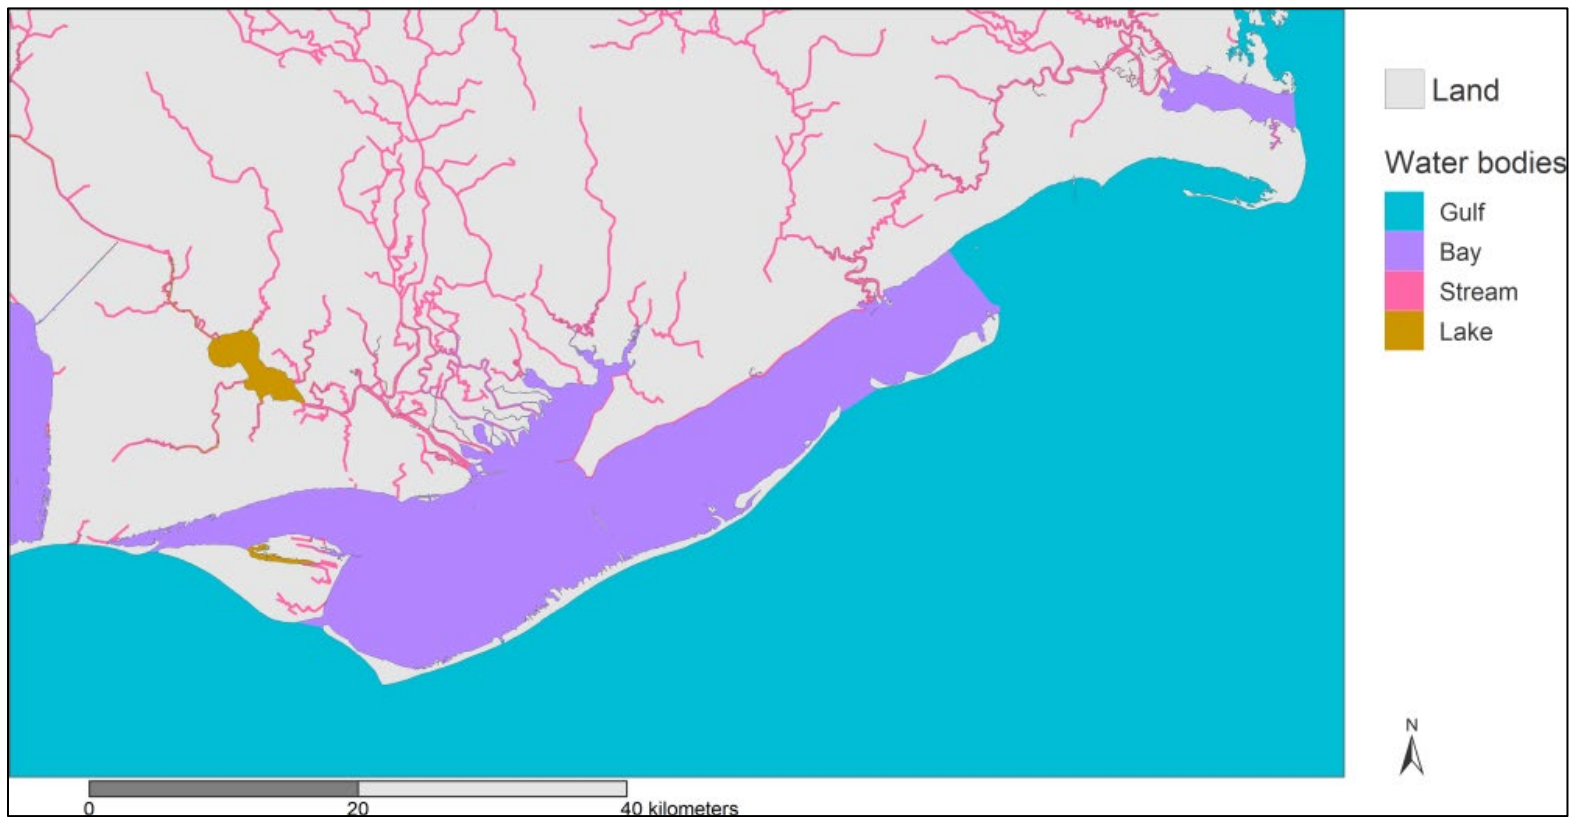 Land
Water bodies
Gulf
Bay
Stream
Lake
N
0 20 40 kilometers